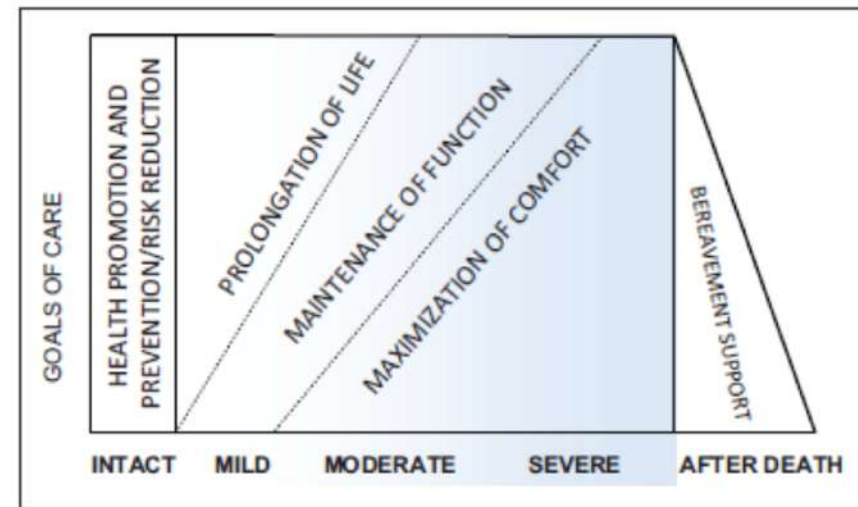 GOALS OF CARE
HEALTH PROMOTION AND
PREVENTION/RISK REDUCTION
PROLONGATION OF LIFE
MAINTENANCE OF FUNCTION
MAXIMIZATION OF COMFORT
BEREAVEMENT SUPPORT
INTACT MILD MODERATE SEVERE AFTER DEATH